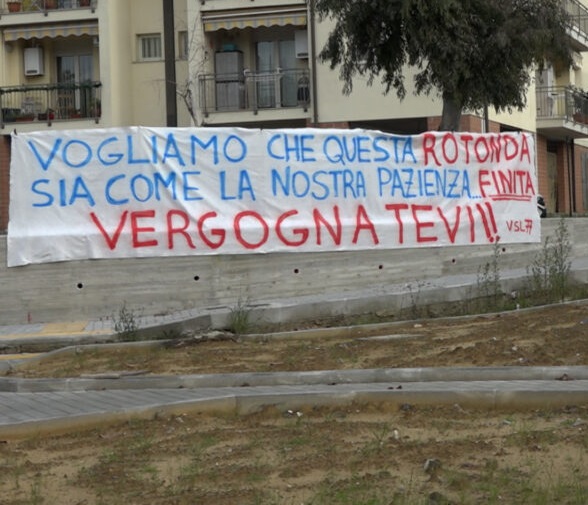 VOGLIAMO CHE QUESTA ROTONDA
SIA COME LA NOSTRA PAZIENZA... FINITA
VERGOGNATEVI!!
VSL77